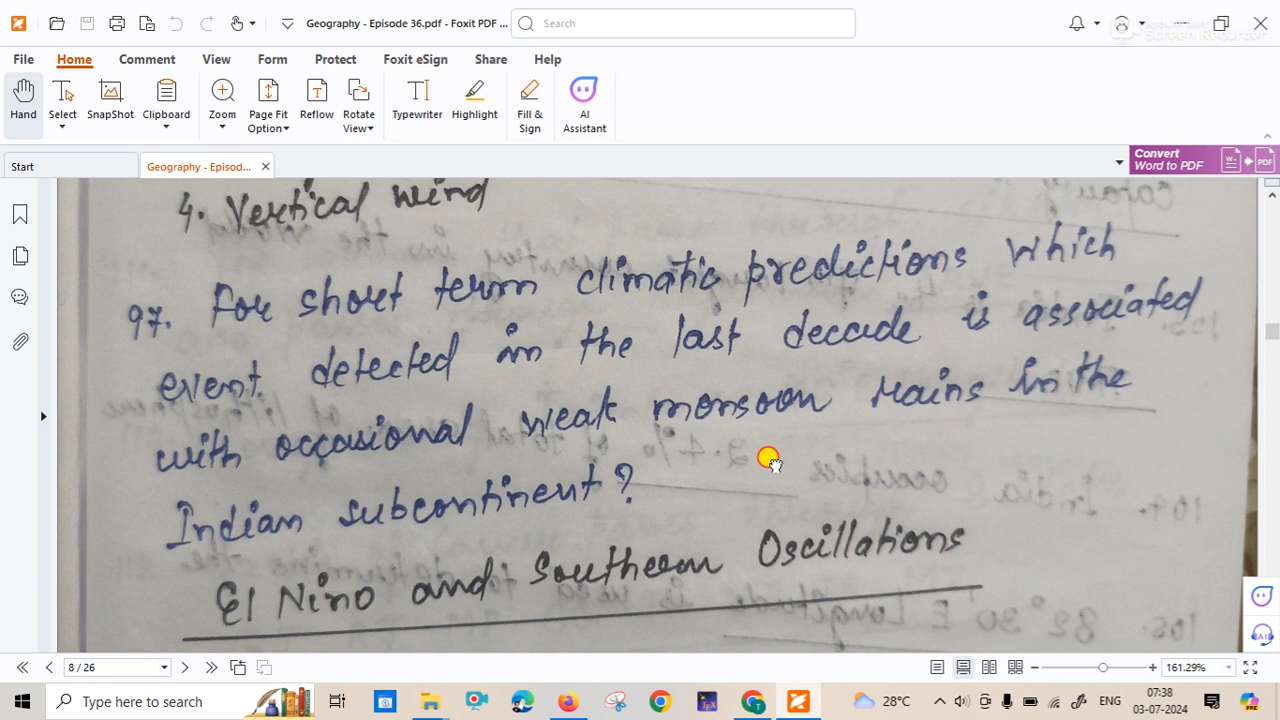 Geography - Episode 36.pdf - Foxit PDF ...
Search
Screen Recorder
File Home Comment View Form Protect Foxit eSign Share Help
Hand Select SnapShot Clipboard Zoom Page Fit Option Reflow Rotate View Typewriter Highlight Fill & Sign AI Assistant
Start
Geography - Episod...
Convert
Word to PDF
4. Vertical Wind
97. For short term climatic predictions which
event detected in the last decade is associated
with occasional weak monsoon rains in the
Indian subcontinent?
El Nino and Southern Oscillations
8 / 26
161.29%
Type here to search
28°C
ENG
07:38
03-07-2024